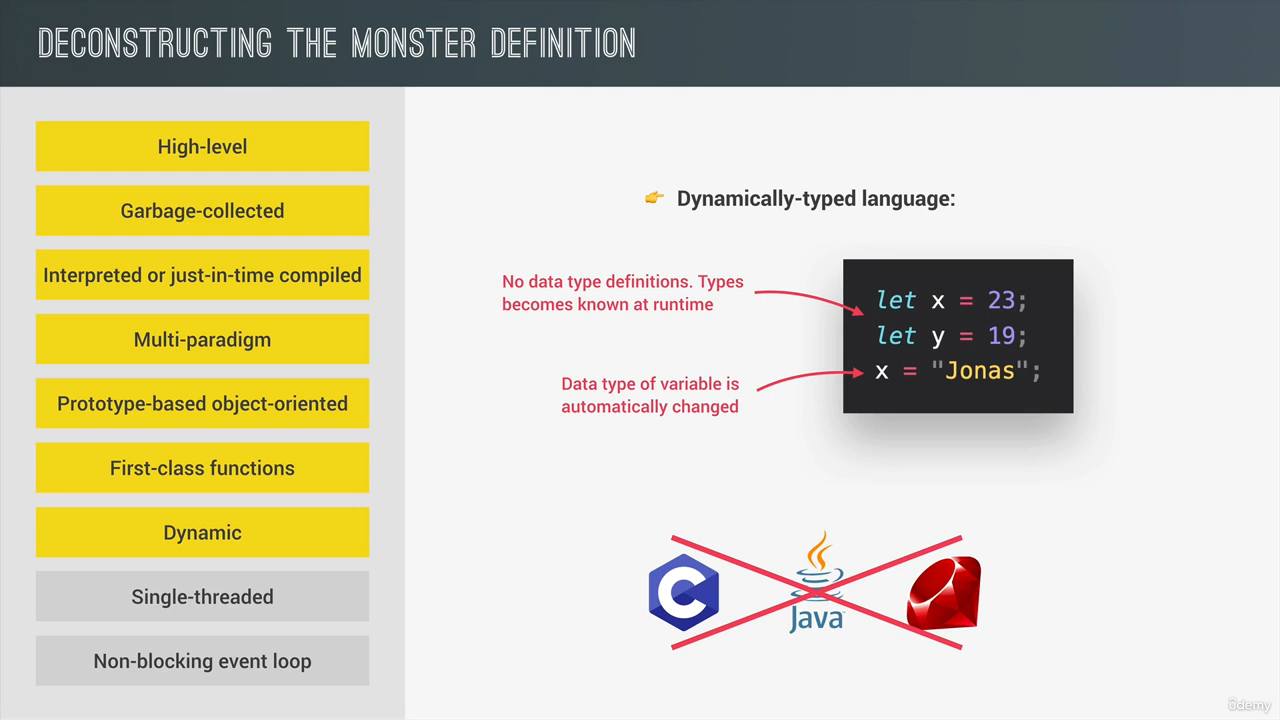 DECONSTRUCTING THE MONSTER DEFINITION
High-level
Garbage-collected
Interpreted or just-in-time compiled
Multi-paradigm
Prototype-based object-oriented
First-class functions
Dynamic
Single-threaded
Non-blocking event loop
👉 Dynamically-typed language:
No data type definitions. Types
becomes known at runtime
let x = 23;
let y = 19;
x = "Jonas";
Data type of variable is
automatically changed
C
Java
ûdemy